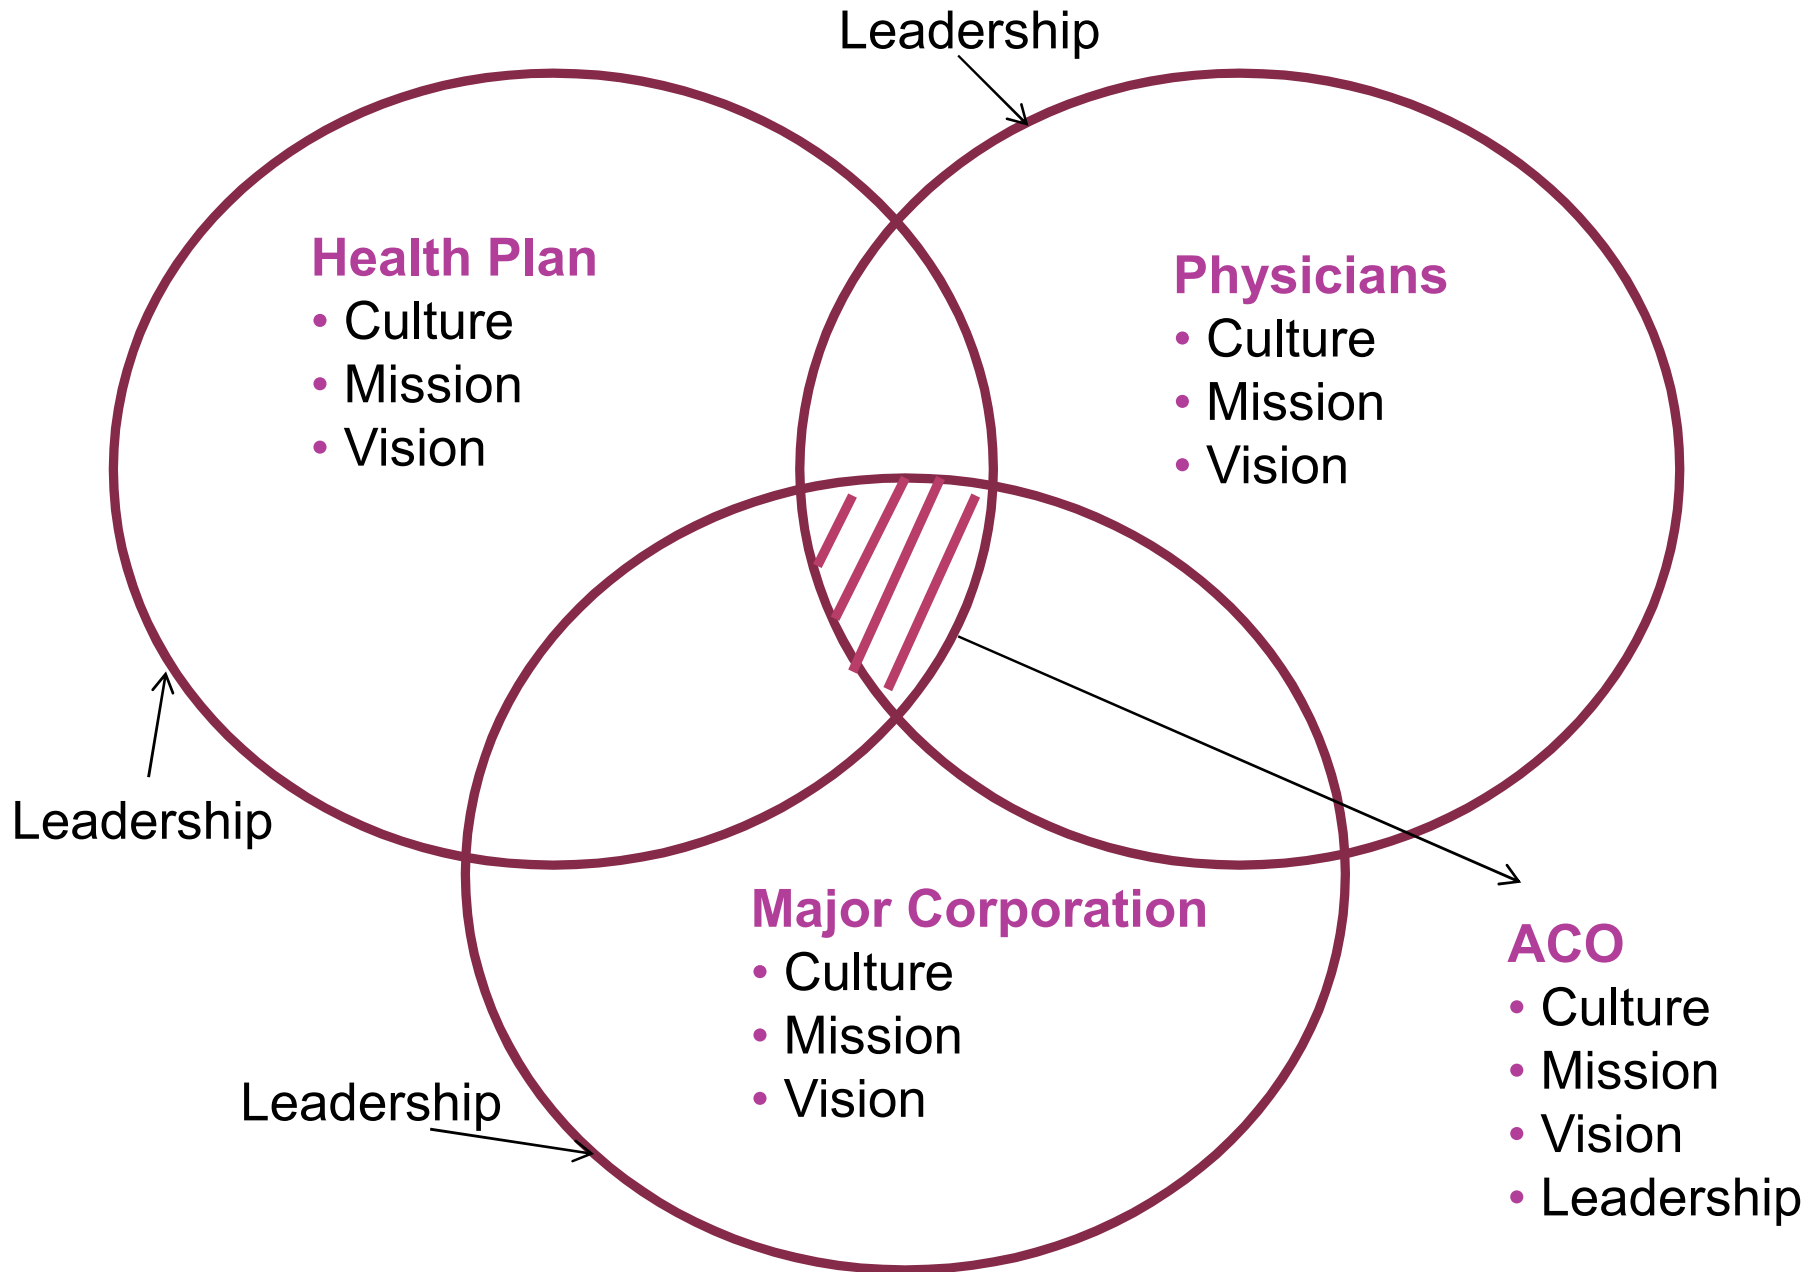 Leadership
Health Plan
• Culture
• Mission
• Vision
Physicians
• Culture
• Mission
• Vision
Leadership
Major Corporation
• Culture
• Mission
• Vision
Leadership
ACO
• Culture
• Mission
• Vision
• Leadership